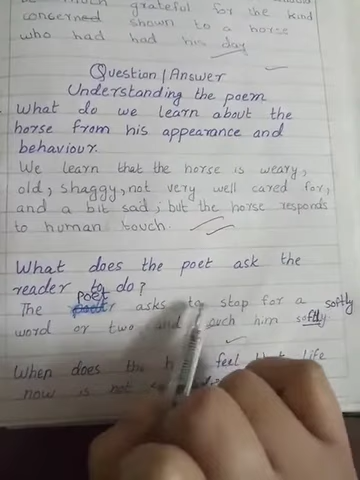 grateful for the kind
concerned shown to a horse
who had had his day
Question/Answer
Understanding the poem
What do we learn about the
horse from his appearance and
behaviour.
We learn that the horse is weary,
old, shaggy, not very well cared for,
and a bit sad; but the horse responds
to human touch.
What does the poet ask the
reader to do?
The poet asks to stop for a softly
word or two and him softly
When does the feel that life
now is not